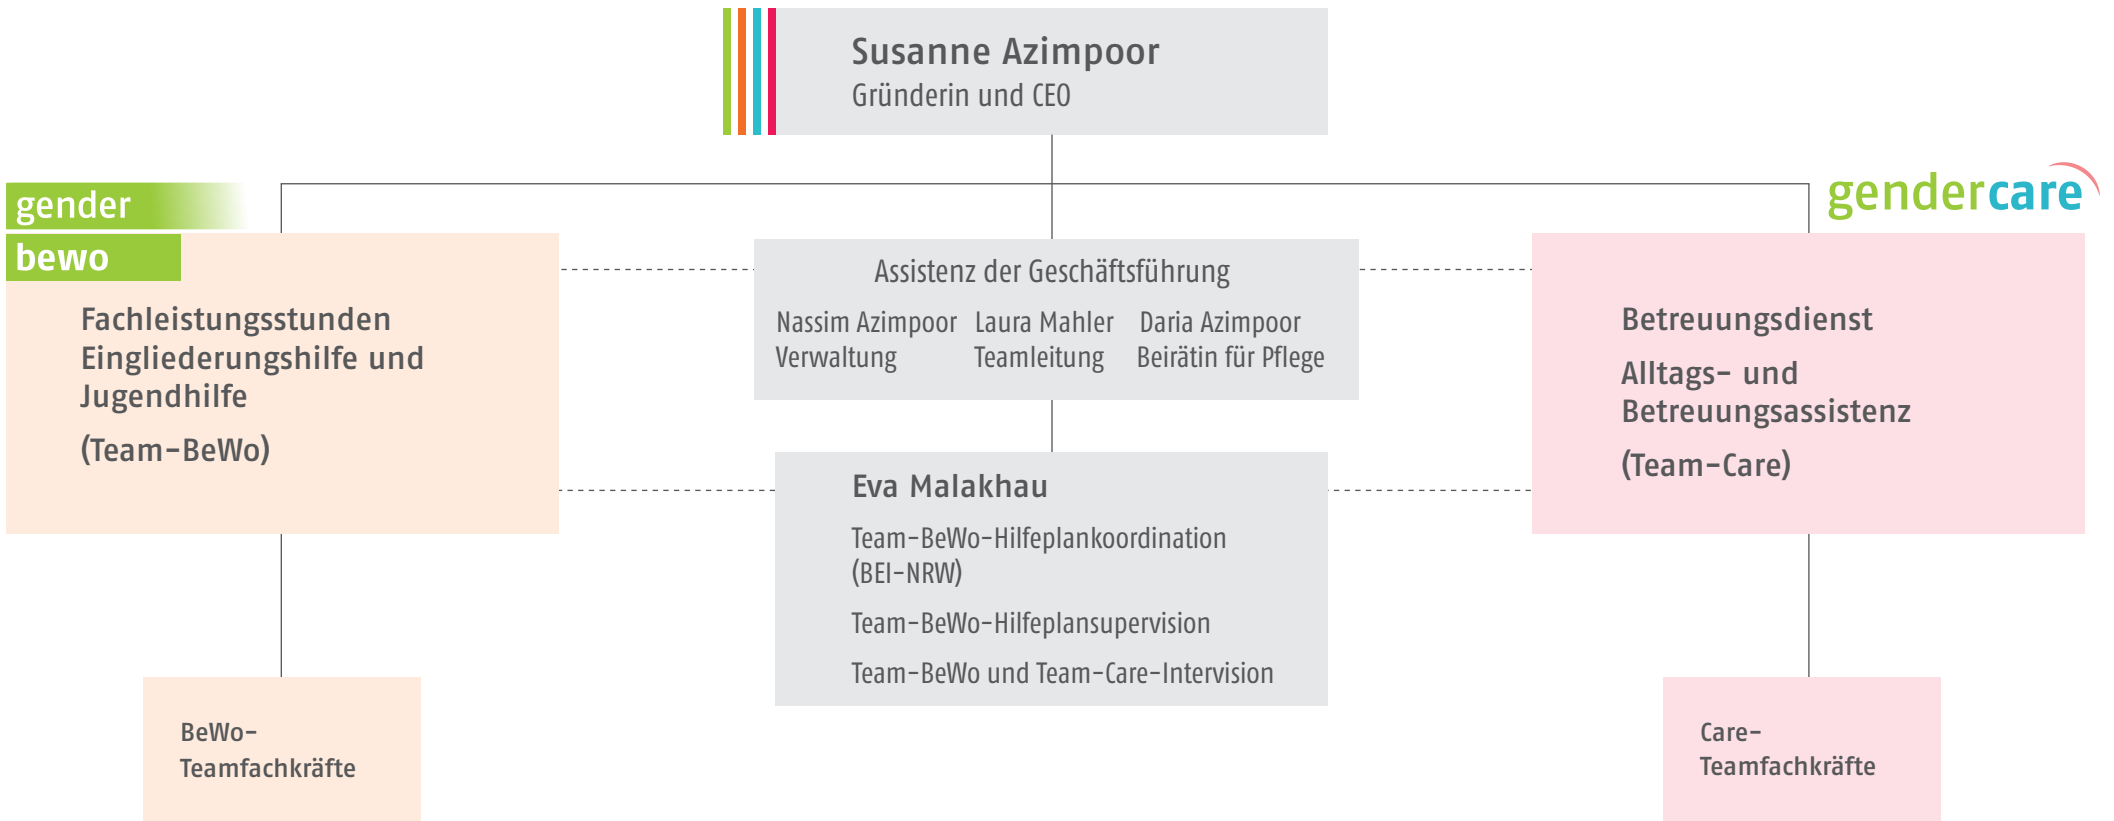 Susanne Azimpoor
Gründerin und CEO
gender
bewo
Fachleistungsstunden
Eingliederungshilfe und
Jugendhilfe
(Team-BeWo)
BeWo-
Teamfachkräfte
Assistenz der Geschäftsführung
Nassim Azimpoor Laura Mahler Daria Azimpoor
Verwaltung Teamleitung Beirätin für Pflege
Eva Malakhau
Team-BeWo-Hilfeplankoordination
(BEI-NRW)
Team-BeWo-Hilfeplansupervision
Team-BeWo und Team-Care-Intervision
gendercare
Betreuungsdienst
Alltags- und
Betreuungsassistenz
(Team-Care)
Care-
Teamfachkräfte